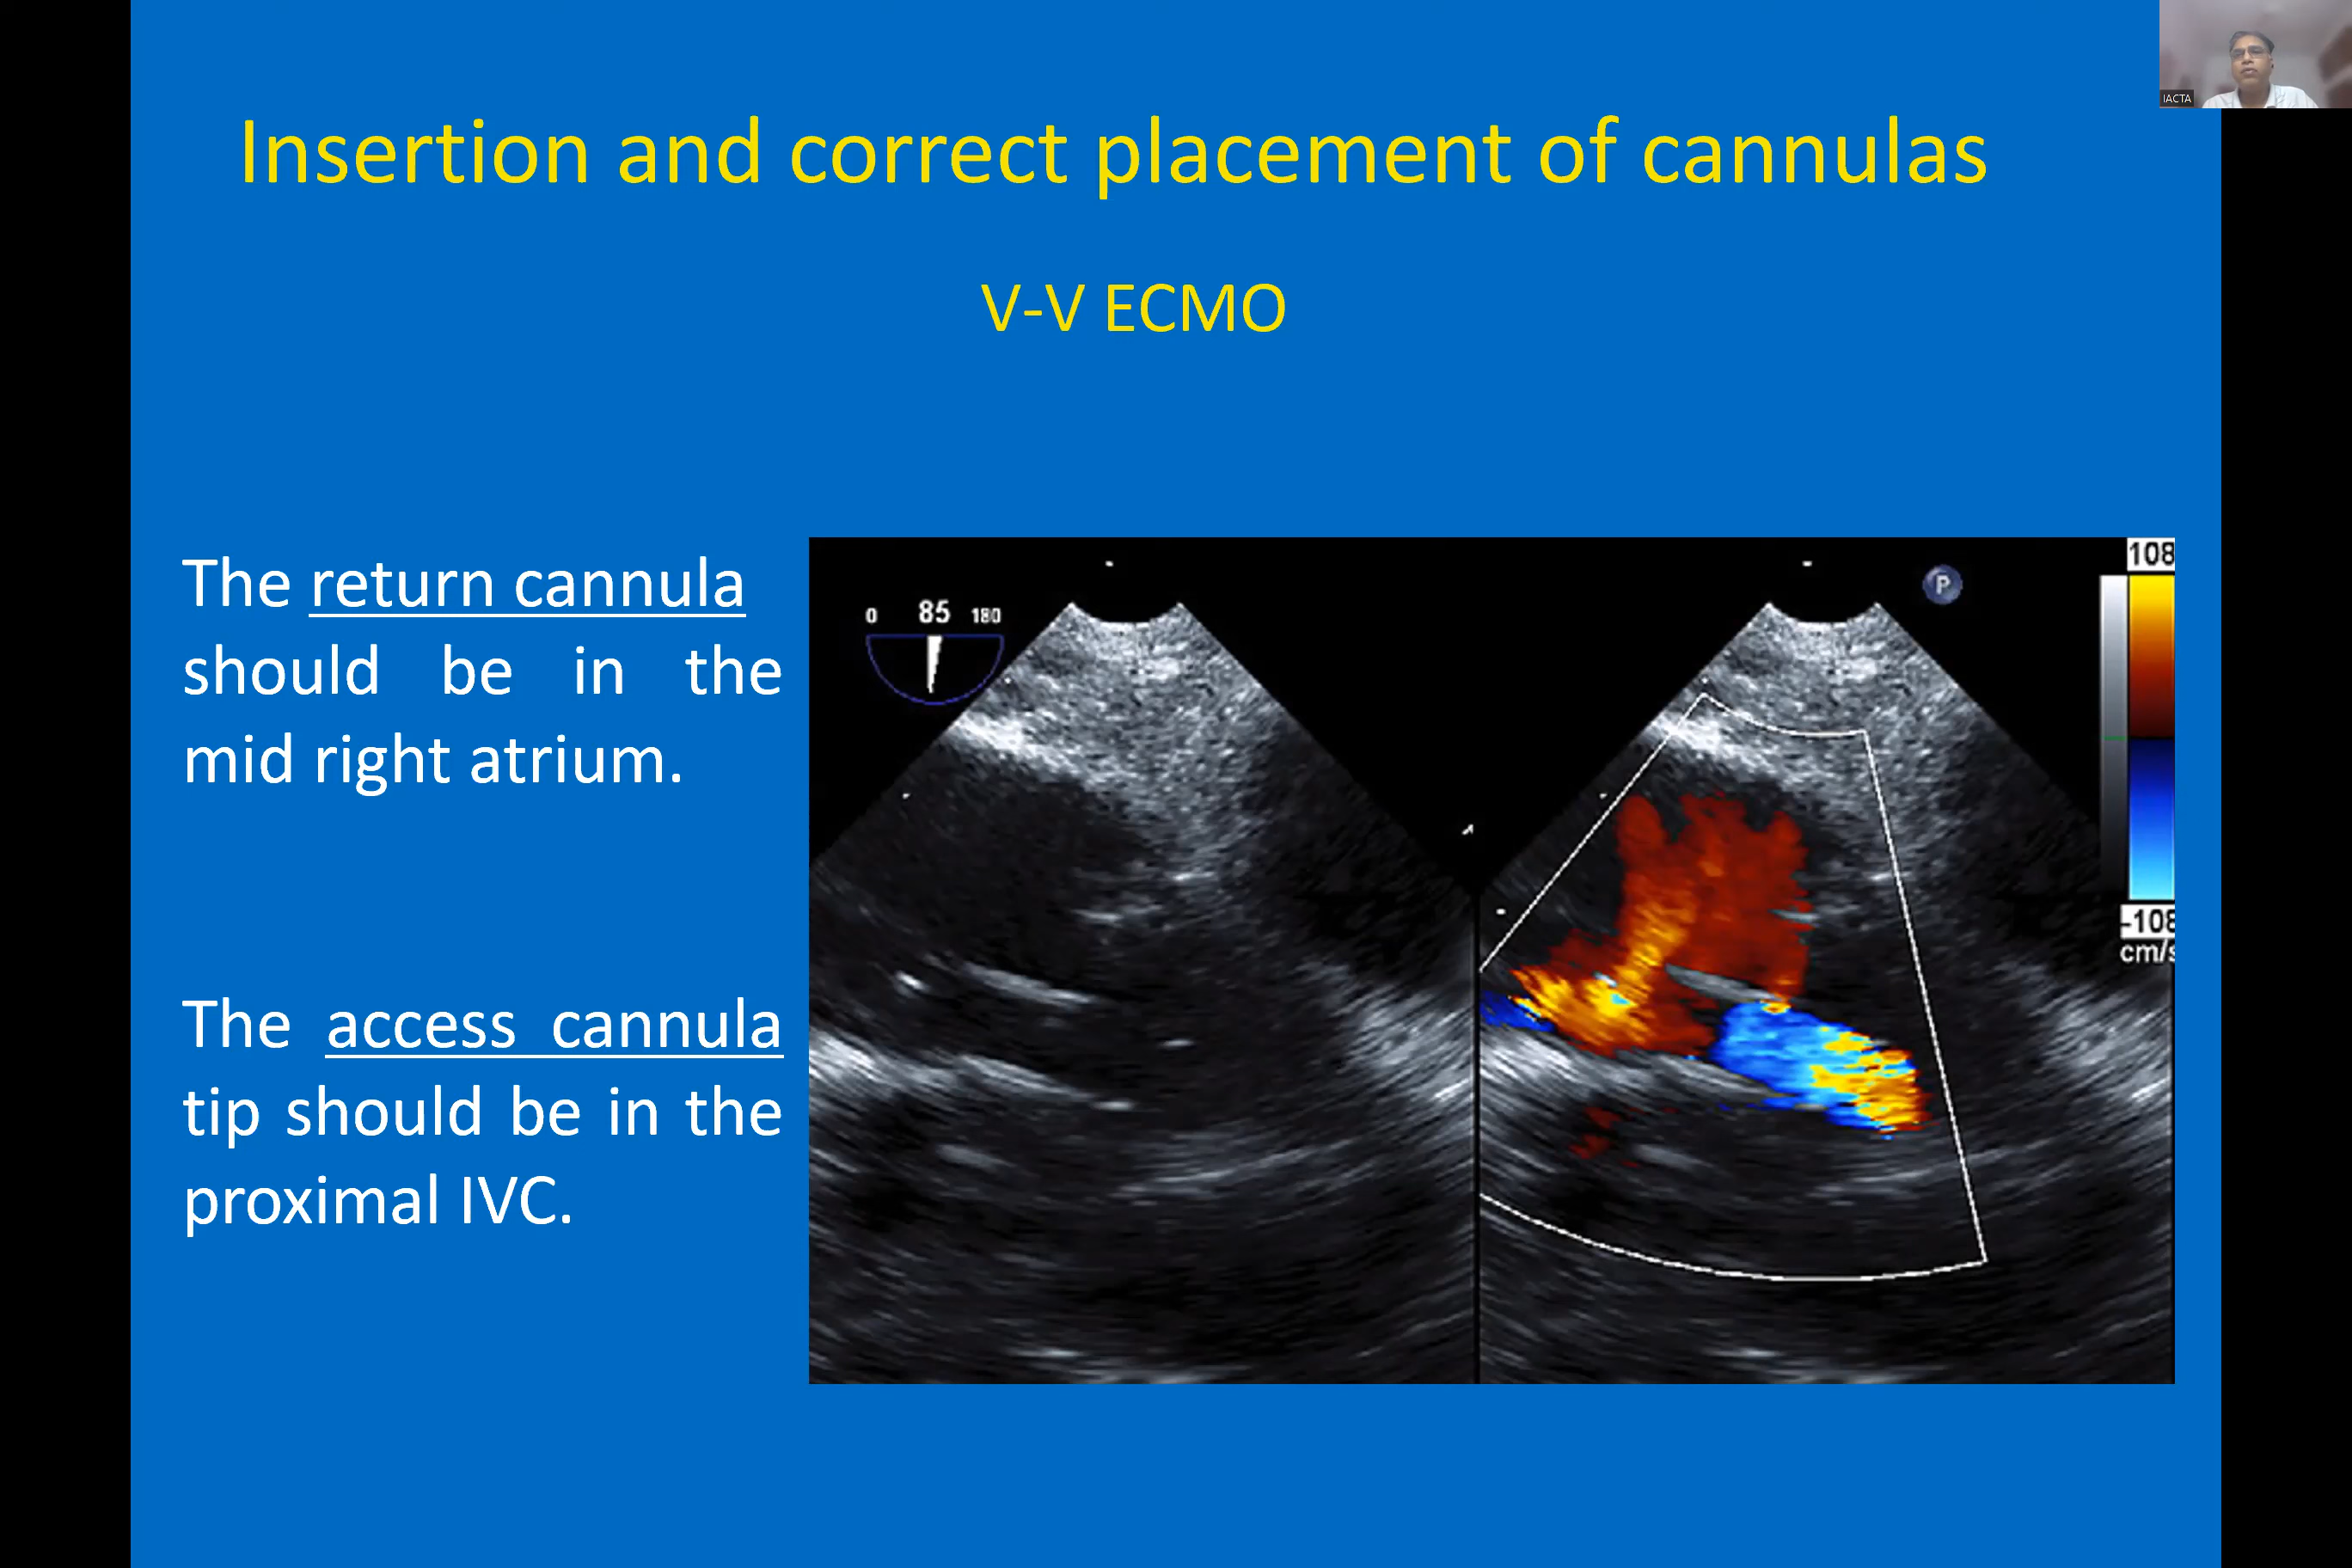 IACTA
Insertion and correct placement of cannulas
V-V ECMO
The return cannula
should be in the
mid right atrium.
The access cannula
tip should be in the
proximal IVC.
0 85 180
P
108
-108
cm/s